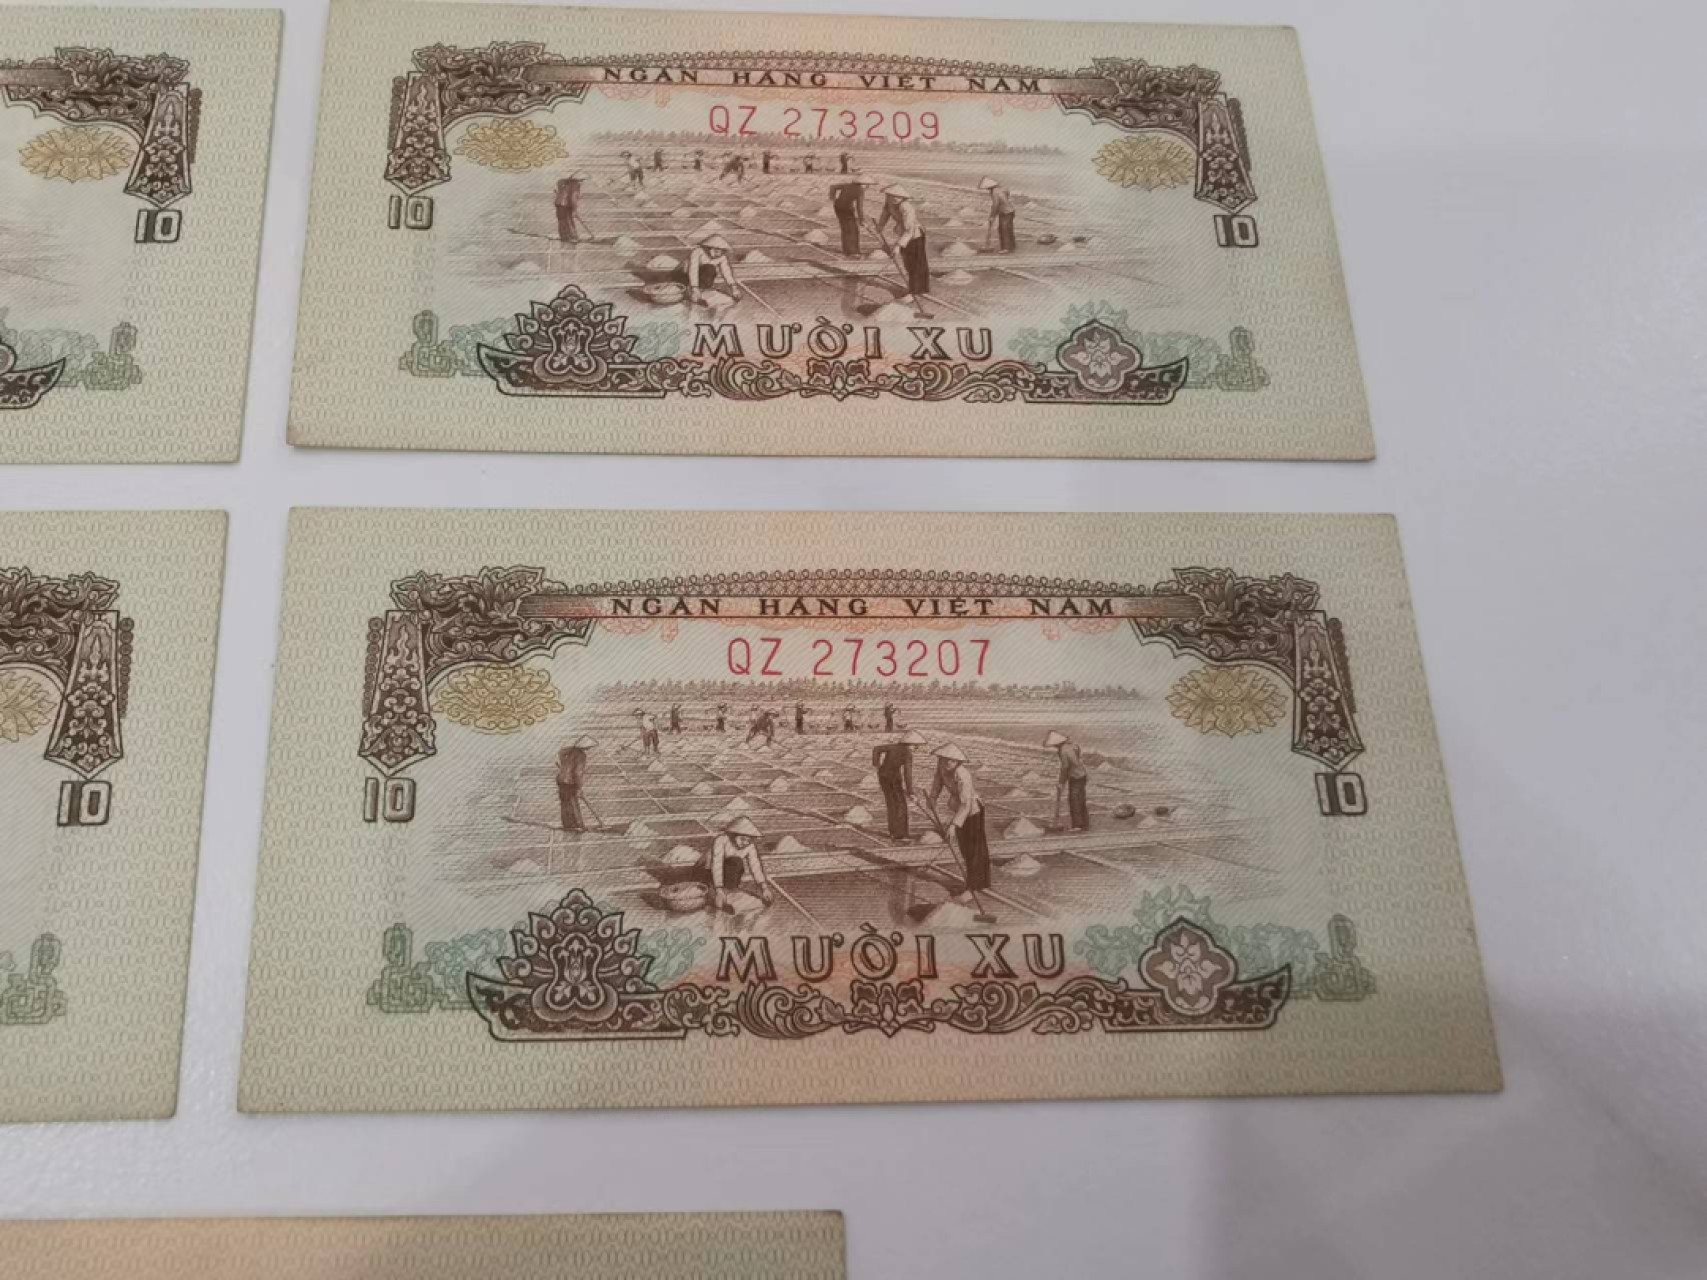 NGÂN HÀNG VIỆT NAM
QZ 273209
10
10
10
MƯỜI XU
NGÂN HÀNG VIỆT NAM
QZ 273207
10
10
10
MƯỜI XU